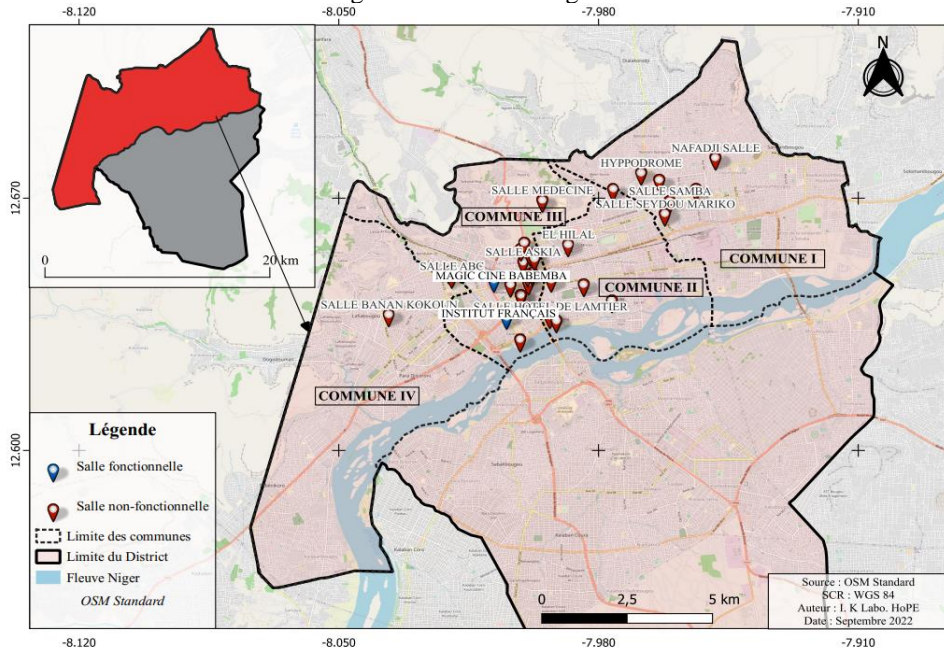 -8.120
-8.050
-7.980
-7.910
N
NAFADJI SALLE
HYPPODROME
12.670
SALLE MEDECINE
SALLE SAMBA
SALLE SEYDOU MARIKO
12.670
COMMUNE III
EL HILAL
SALLE ASKIA
COMMUNE I
0
20 km
SALLE ABC
MAGIC CINE BABEMBA
COMMUNE II
SALLE BANAN KOKOUN
SALLE HOTEL DE LAMTIER
INSTITUT FRANÇAIS
COMMUNE IV
Légende
12.600
12.600
Salle fonctionnelle
Salle non-fonctionnelle
Limite des communes
Limite du District
Fleuve Niger
OSM Standard
0
2,5
5 km
Source : OSM Standard
SCR : WGS 84
Auteur : I. K Labo. HoPE
Date : Septembre 2022
-8.120
-8.050
-7.980
-7.910